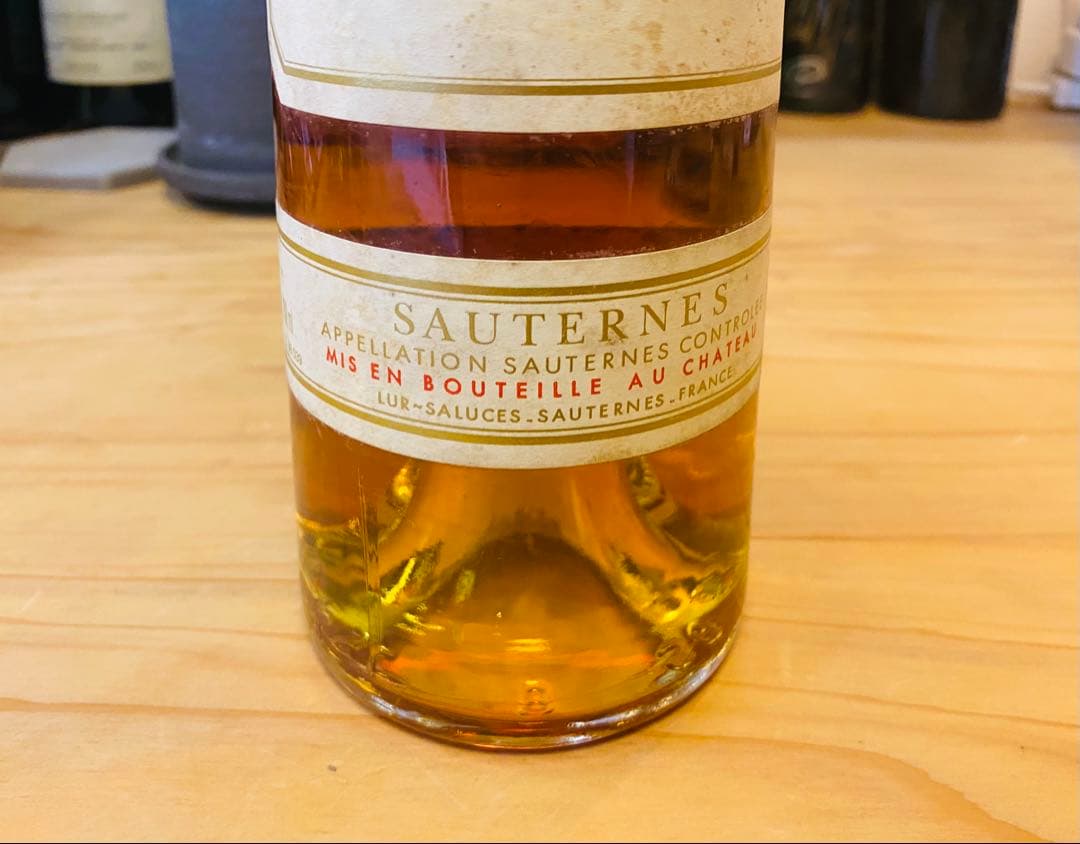 SAUTERNES
APPELLATION SAUTERNES CONTROLEE
MIS EN BOUTEILLE AU CHATEAU
LUR~SALUCES - SAUTERNES - FRANCE